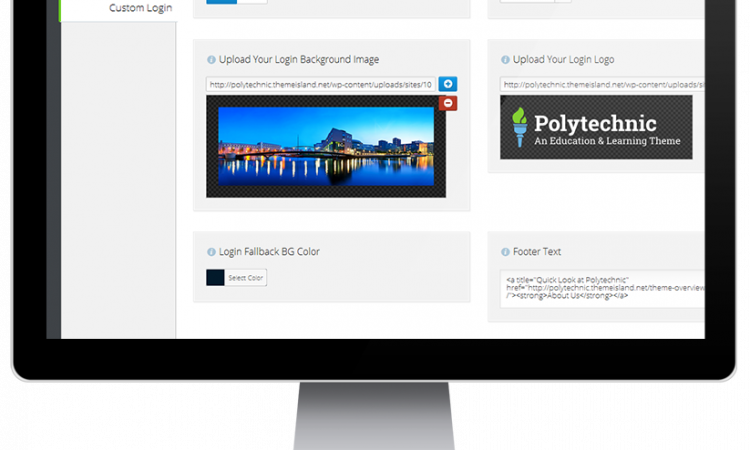 Custom Login
Upload Your Login Background Image
Upload Your Login Logo
http://polytechnic.themeisland.net/wp-content/uploads/sites/10
http://polytechnic.themeisland.net/wp-content/uploads/si
Polytechnic
An Education & Learning Theme
Login Fallback BG Color
Footer Text
Select Color
<a title="Quick Look at Polytechnic"
href="http://polytechnic.themeisland.net/theme-overview
/"><strong>About Us</strong></a>